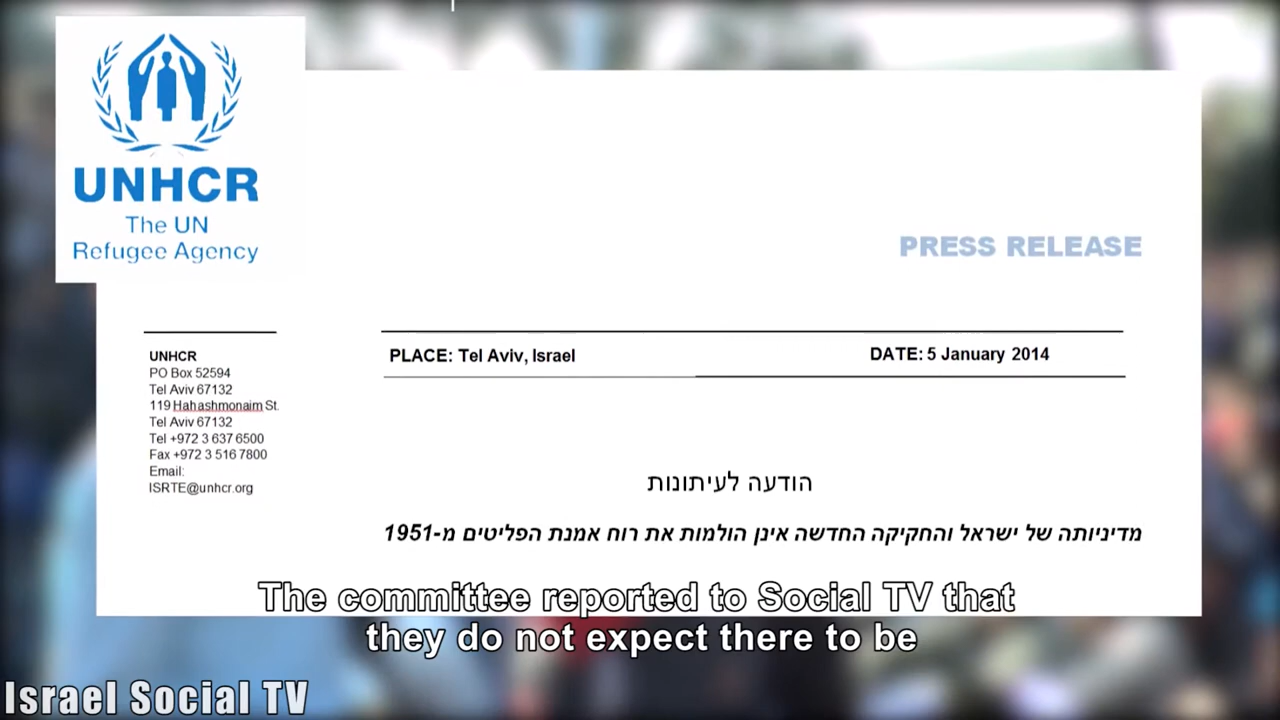 UNHCR
The UN
Refugee Agency
PRESS RELEASE
UNHCR
PO Box 52594
Tel Aviv 67132
119 Hahashmonaim St.
Tel Aviv 67132
Tel +972 3 637 6500
Fax +972 3 516 7800
Email:
ISRTE@unhcr.org
PLACE: Tel Aviv, Israel
DATE: 5 January 2014
הודעה לעיתונות
מדיניותה של ישראל והחקיקה החדשה אינן הולמות את רוח אמנת הפליטים מ-1951
The committee reported to Social TV that
they do not expect there to be
Israel Social TV